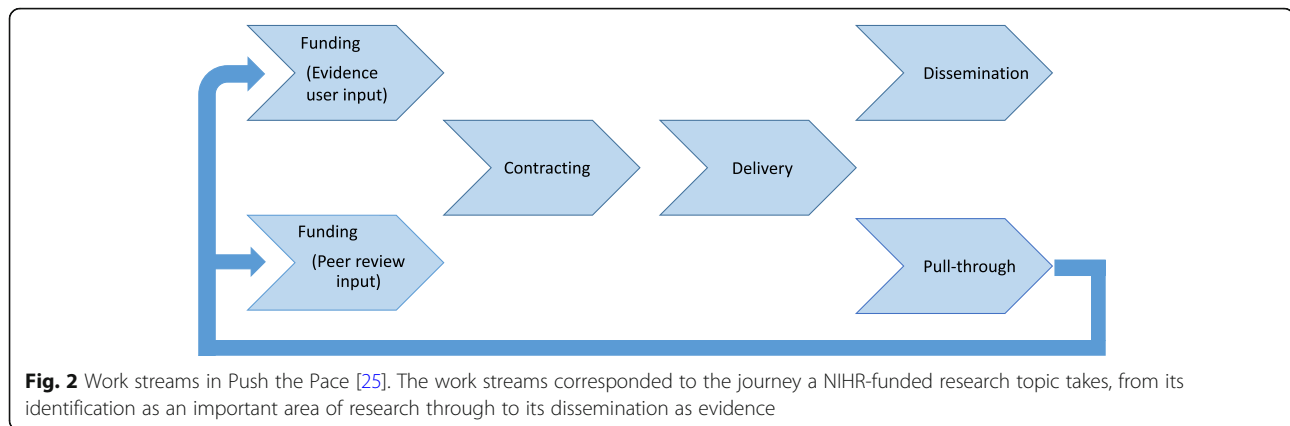 Funding
(Evidence
user input)
Dissemination
Contracting
Delivery
Funding
(Peer review
input)
Pull-through
Fig. 2 Work streams in Push the Pace [25]. The work streams corresponded to the journey a NIHR-funded research topic takes, from its
identification as an important area of research through to its dissemination as evidence